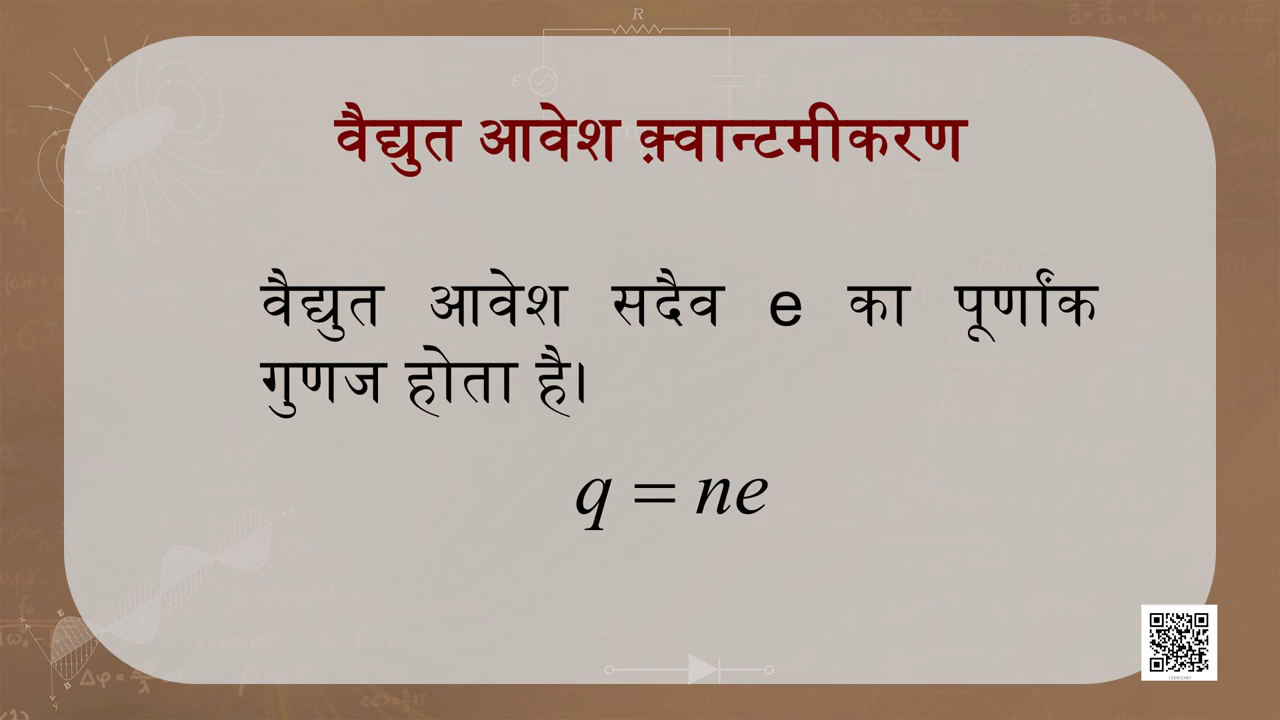 R
ε
C
वैद्युत आवेश क़्वान्टमीकरण
वैद्युत आवेश सदैव e का पूर्णांक
गुणज होता है।
q = ne